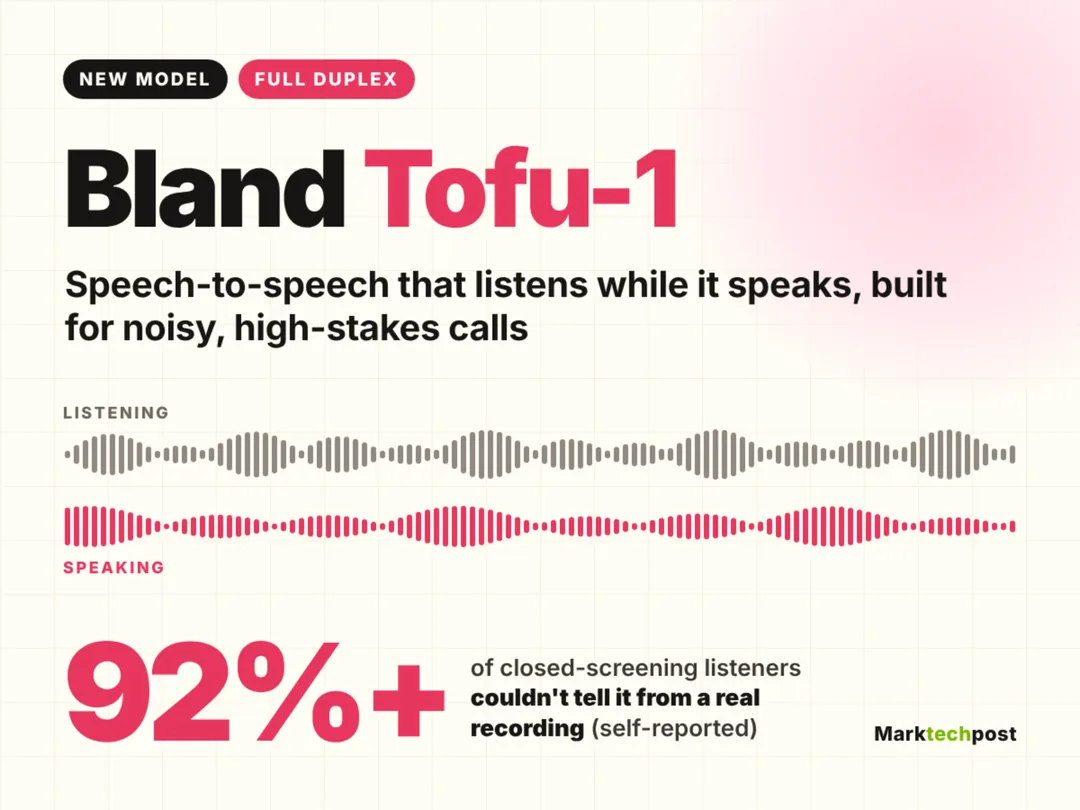 NEW MODEL
FULL DUPLEX
Bland Tofu-1
Speech-to-speech that listens while it speaks, built
for noisy, high-stakes calls
LISTENING
SPEAKING
92%+
of closed-screening listeners
couldn't tell it from a real
recording (self-reported)
Marktechpost